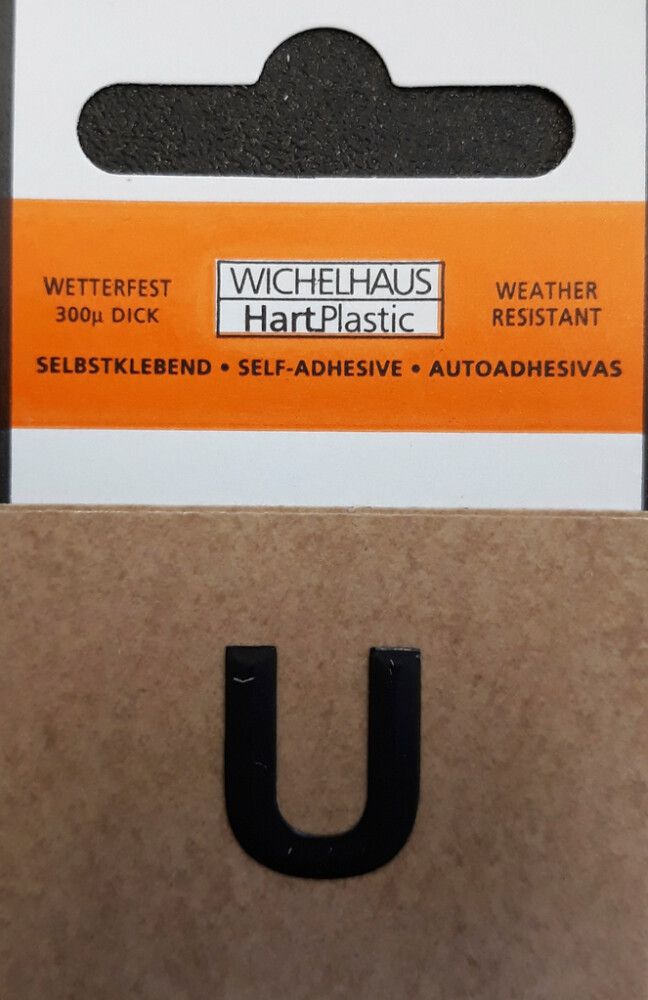 WETTERFEST
300µ DICK
WICHELHAUS
HartPlastic
WEATHER
RESISTANT
SELBSTKLEBEND • SELF-ADHESIVE • AUTOADHESIVAS
U